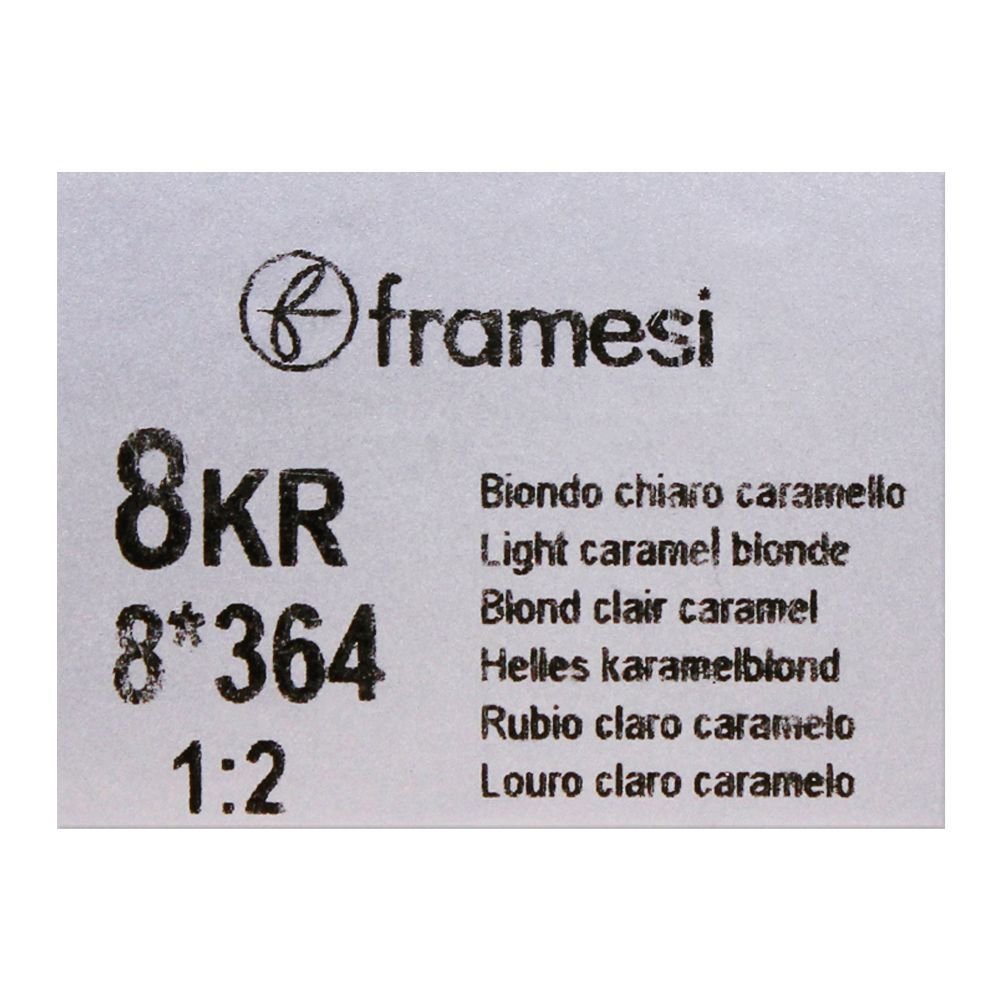 framesi
8KR
8*364
1:2
Biondo chiaro caramello
Light caramel blonde
Blond clair caramel
Helles karamelblond
Rubio claro caramelo
Louro claro caramelo